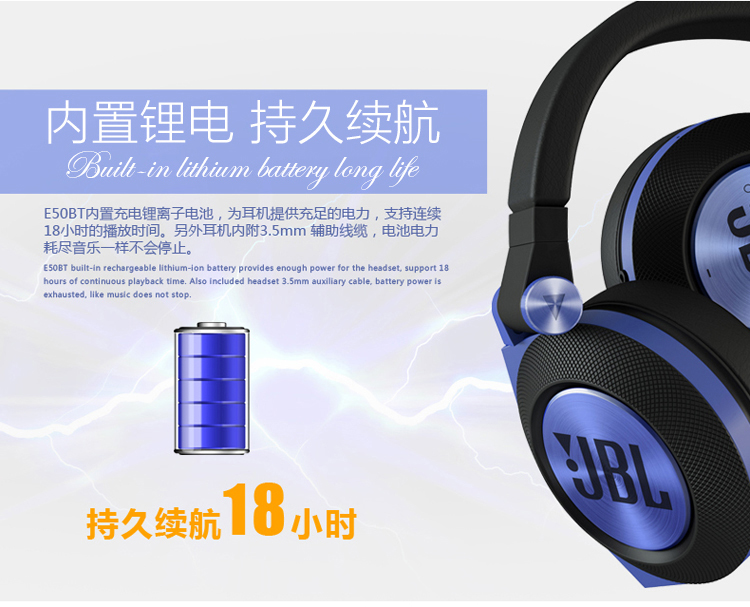 内置锂电 持久续航
Built-in lithium battery long life
E50BT内置充电锂离子电池，为耳机提供充足的电力，支持连续
18小时的播放时间。另外耳机内附3.5mm 辅助线缆，电池电力
耗尽音乐一样不会停止。
E50BT built-in rechargeable lithium-ion battery provides enough power for the headset, support 18
hours of continuous playback time. Also included headset 3.5mm auxiliary cable, battery power is
exhausted, like music does not stop.
持久续航18小时
JBL